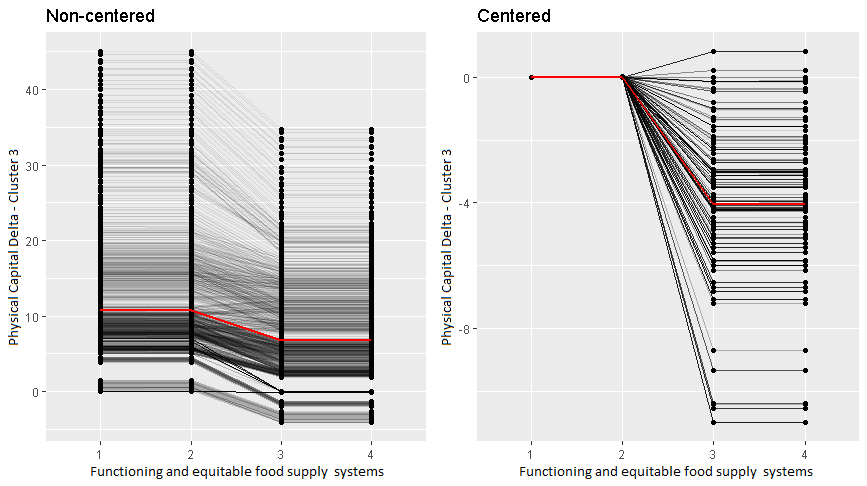 Non-centered
Physical Capital Delta - Cluster 3
40
30
20
10
0
1 2 3 4
Functioning and equitable food supply systems
Centered
Physical Capital Delta - Cluster 3
0
-4
-8
1 2 3 4
Functioning and equitable food supply systems